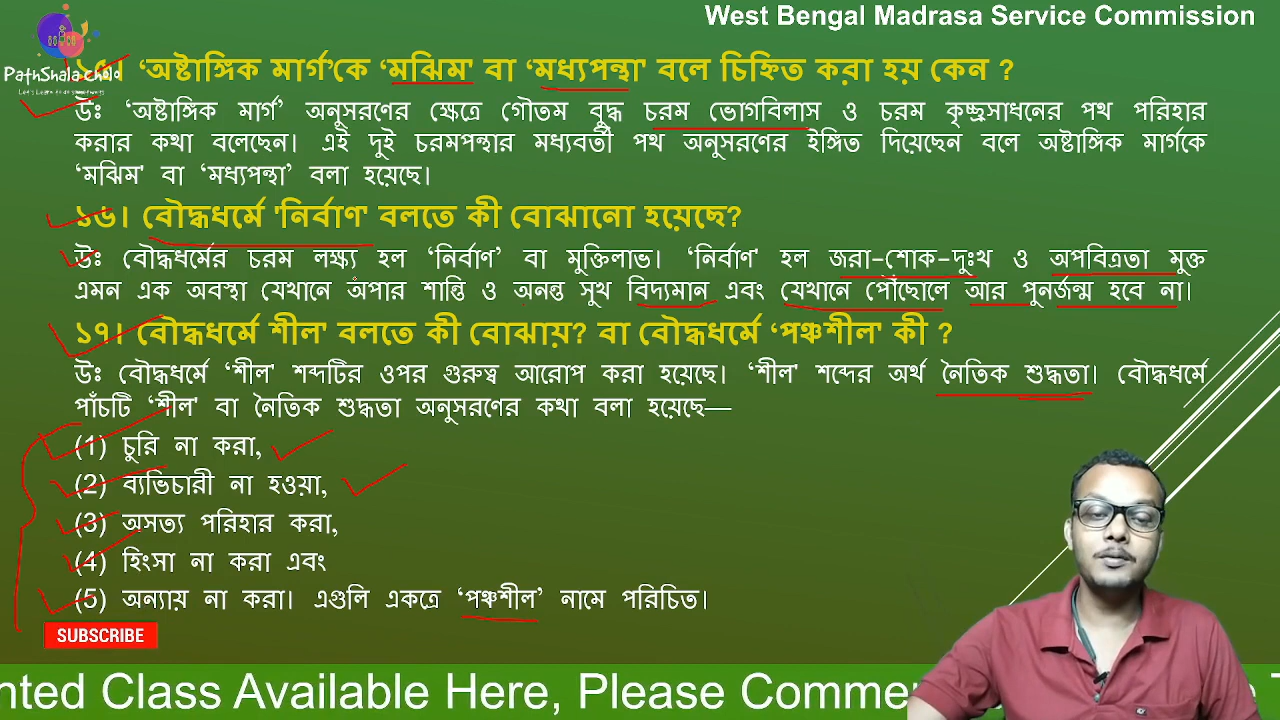 West Bengal Madrasa Service Commission
PathShala Chalo
১৫। ‘অষ্টাঙ্গিক মার্গ’কে ‘মঝিম' বা ‘মধ্যপন্থা' বলে চিহ্নিত করা হয় কেন ?
উঃ ‘অষ্টাঙ্গিক মার্গ’ অনুসরণের ক্ষেত্রে গৌতম বুদ্ধ চরম ভোগবিলাস ও চরম কৃচ্ছ্রসাধনের পথ পরিহার
করার কথা বলেছেন। এই দুই চরমপন্থার মধ্যবর্তী পথ অনুসরণের ইঙ্গিত দিয়েছেন বলে অষ্টাঙ্গিক মার্গকে
‘মঝিম' বা ‘মধ্যপন্থা’ বলা হয়েছে।
১৬। বৌদ্ধধর্মে 'নির্বাণ' বলতে কী বোঝানো হয়েছে?
উঃ বৌদ্ধধর্মের চরম লক্ষ্য হল ‘নির্বাণ’ বা মুক্তিলাভ। ‘নির্বাণ' হল জরা-শোক-দুঃখ ও অপবিত্রতা মুক্ত
এমন এক অবস্থা যেখানে অপার শান্তি ও অনন্ত সুখ বিদ্যমান এবং যেখানে পৌঁছোলে আর পুনর্জন্ম হবে না।
১৭। বৌদ্ধধর্মে শীল' বলতে কী বোঝায়? বা বৌদ্ধধর্মে ‘পঞ্চশীল' কী ?
উঃ বৌদ্ধধর্মে ‘শীল' শব্দটির ওপর গুরুত্ব আরোপ করা হয়েছে। ‘শীল' শব্দের অর্থ নৈতিক শুদ্ধতা। বৌদ্ধধর্মে
পাঁচটি ‘শীল' বা নৈতিক শুদ্ধতা অনুসরণের কথা বলা হয়েছে—
(1) চুরি না করা,
(2) ব্যভিচারী না হওয়া,
(3) অসত্য পরিহার করা,
(4) হিংসা না করা এবং
(5) অন্যায় না করা। এগুলি একত্রে ‘পঞ্চশীল’ নামে পরিচিত।
SUBSCRIBE
nted Class Available Here, Please Commen